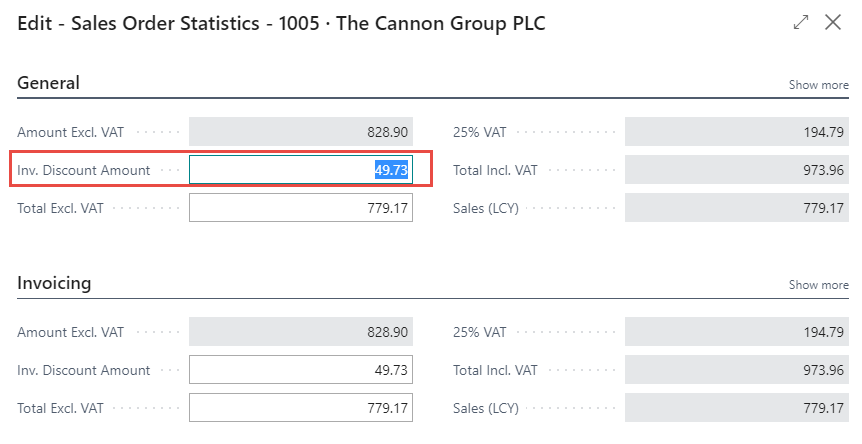 Edit - Sales Order Statistics - 1005 · The Cannon Group PLC
General
Show more
Amount Excl. VAT 828.90 25% VAT 194.79
Inv. Discount Amount 49.73 Total Incl. VAT 973.96
Total Excl. VAT 779.17 Sales (LCY) 779.17
Invoicing
Show more
Amount Excl. VAT 828.90 25% VAT 194.79
Inv. Discount Amount 49.73 Total Incl. VAT 973.96
Total Excl. VAT 779.17 Sales (LCY) 779.17